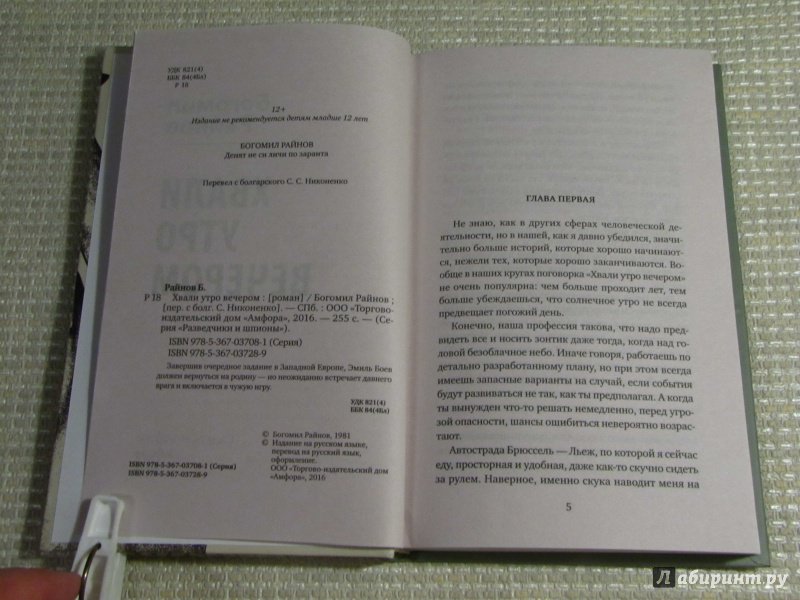 УДК 821(4)
ББК 84(4Бл)
Р 18
12+
Издание не рекомендуется детям младше 12 лет
БОГОМИЛ РАЙНОВ
Денят не си личи по заранта
Перевел с болгарского С. С. Никоненко
Райнов Б.
Р 18 Хвали утро вечером : [роман] / Богомил Райнов ;
[пер. с болг. С. Никоненко]. — СПб. : ООО «Торгово-
издательский дом «Амфора», 2016. — 255 с. — (Се-
рия «Разведчики и шпионы»).
ISBN 978-5-367-03708-1 (Серия)
ISBN 978-5-367-03728-9
Завершив очередное задание в Западной Европе, Эмиль Боев
должен вернуться на родину — но неожиданно встречает давнего
врага и включается в чужую игру.
УДК 821(4)
ББК 84(4Бл)
© Богомил Райнов, 1981
© Издание на русском языке,
перевод на русский язык,
оформление.
ООО «Торгово-издательский дом
«Амфора», 2016
ISBN 978-5-367-03708-1 (Серия)
ISBN 978-5-367-03728-9
ХВАЛИ
УТРО
ВЕЧЕРОМ
ГЛАВА ПЕРВАЯ
Не знаю, как в других сферах человеческой де-
ятельности, но в нашей, как я давно убедился, значи-
тельно больше историй, которые хорошо начинают-
ся, нежели тех, которые хорошо заканчиваются. Во-
обще в наших кругах поговорка «Хвали утро вечером»
не очень популярна: чем больше проходит лет, тем
больше убеждаешься, что солнечное утро не всегда
предвещает погожий день.
Конечно, наша профессия такова, что надо пред-
видеть все и носить зонтик даже тогда, когда над го-
ловой безоблачное небо. Иначе говоря, работаешь по
детально разработанному плану, но при этом всегда
имеешь запасные варианты на случай, если события
будут развиваться не так, как ты предполагал. А когда
ты вынужден что-то решать немедленно, перед угро-
зой опасности, шансы ошибиться невероятно возрас-
тают.
Автострада Брюссель — Льеж, по которой я сейчас
еду, просторная и удобная, даже как-то скучно сидеть
за рулем. Наверное, именно скука наводит меня на
5
Лабиринт.ру